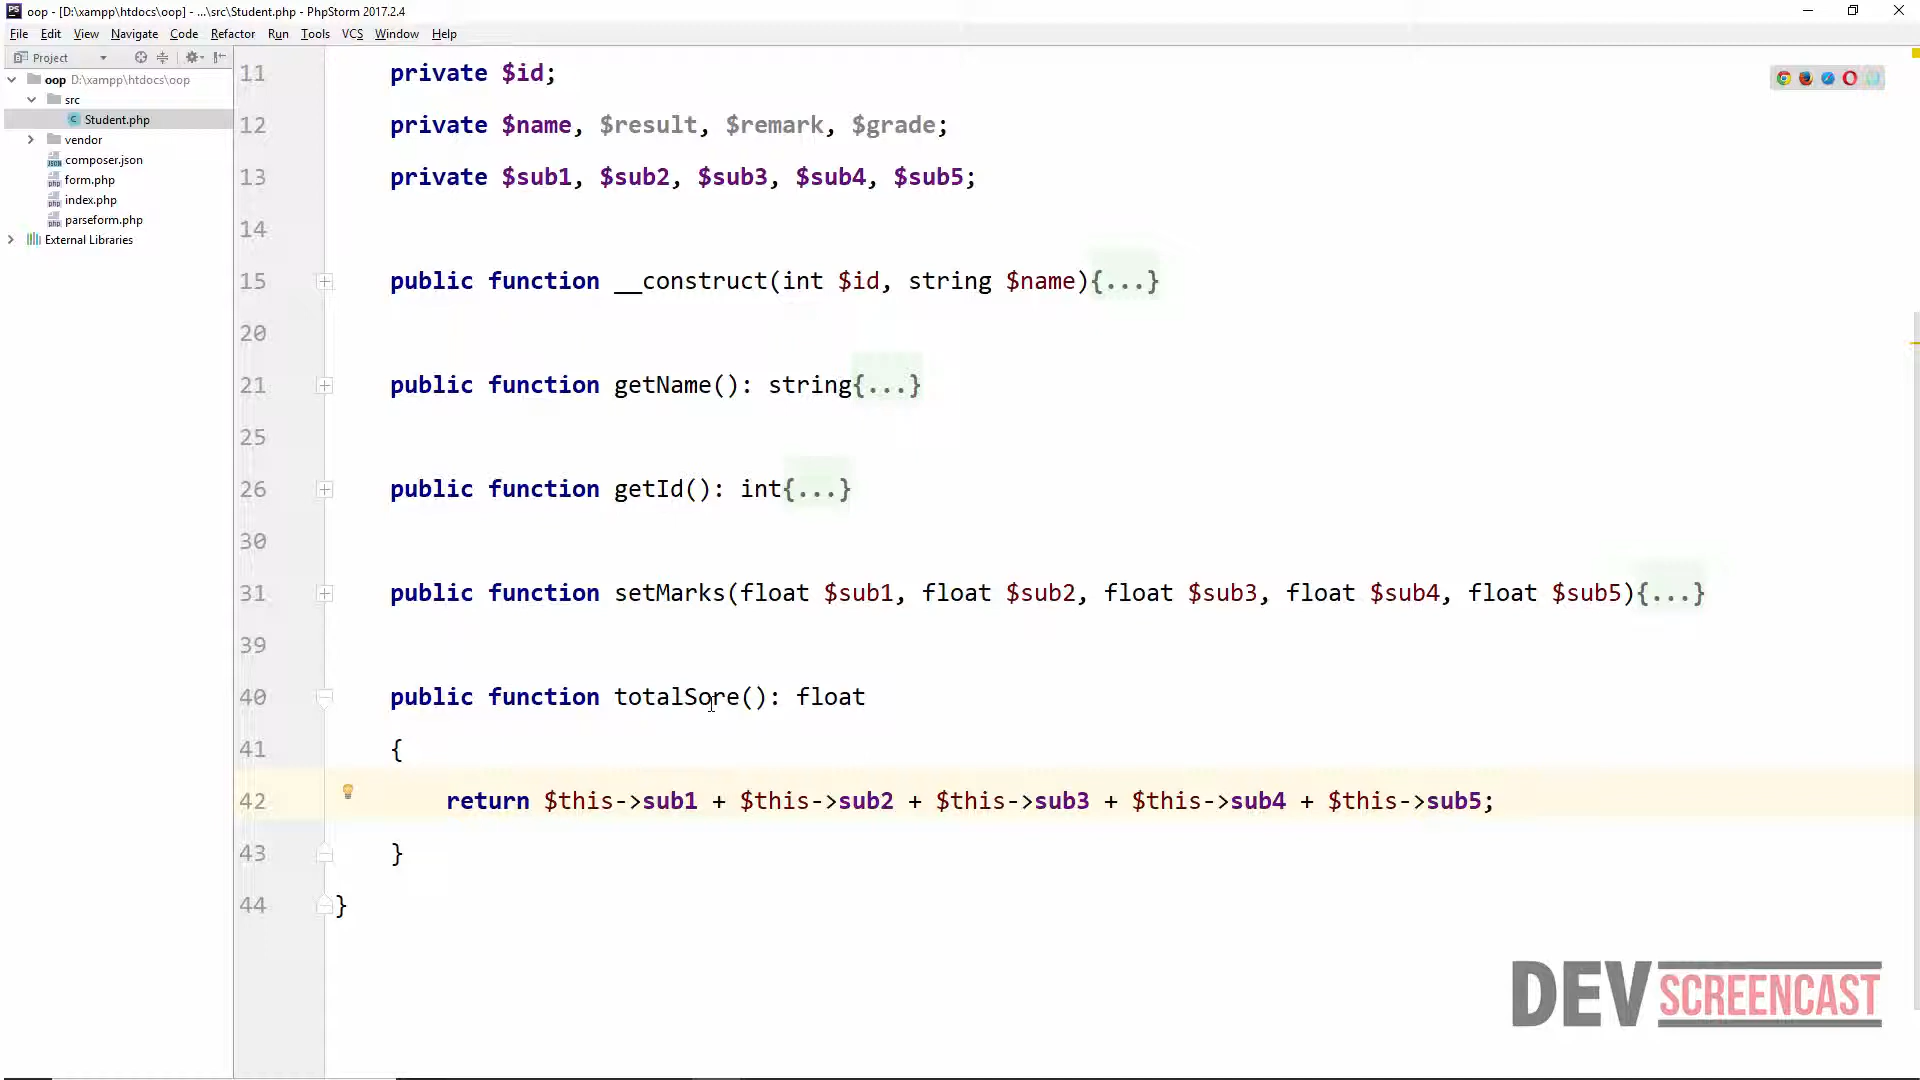 oop - [D:\xampp\htdocs\oop] - ...\src\Student.php - PhpStorm 2017.2.4
File Edit View Navigate Code Refactor Run Tools VCS Window Help
Project
oop D:\xampp\htdocs\oop
src
Student.php
vendor
composer.json
form.php
index.php
parseform.php
External Libraries
11 private $id;
12 private $name, $result, $remark, $grade;
13 private $sub1, $sub2, $sub3, $sub4, $sub5;
14
15 public function __construct(int $id, string $name){...}
20
21 public function getName(): string{...}
25
26 public function getId(): int{...}
30
31 public function setMarks(float $sub1, float $sub2, float $sub3, float $sub4, float $sub5){...}
39
40 public function totalSore(): float
41 {
42 return $this->sub1 + $this->sub2 + $this->sub3 + $this->sub4 + $this->sub5;
43 }
44 }
DEV SCREENCAST